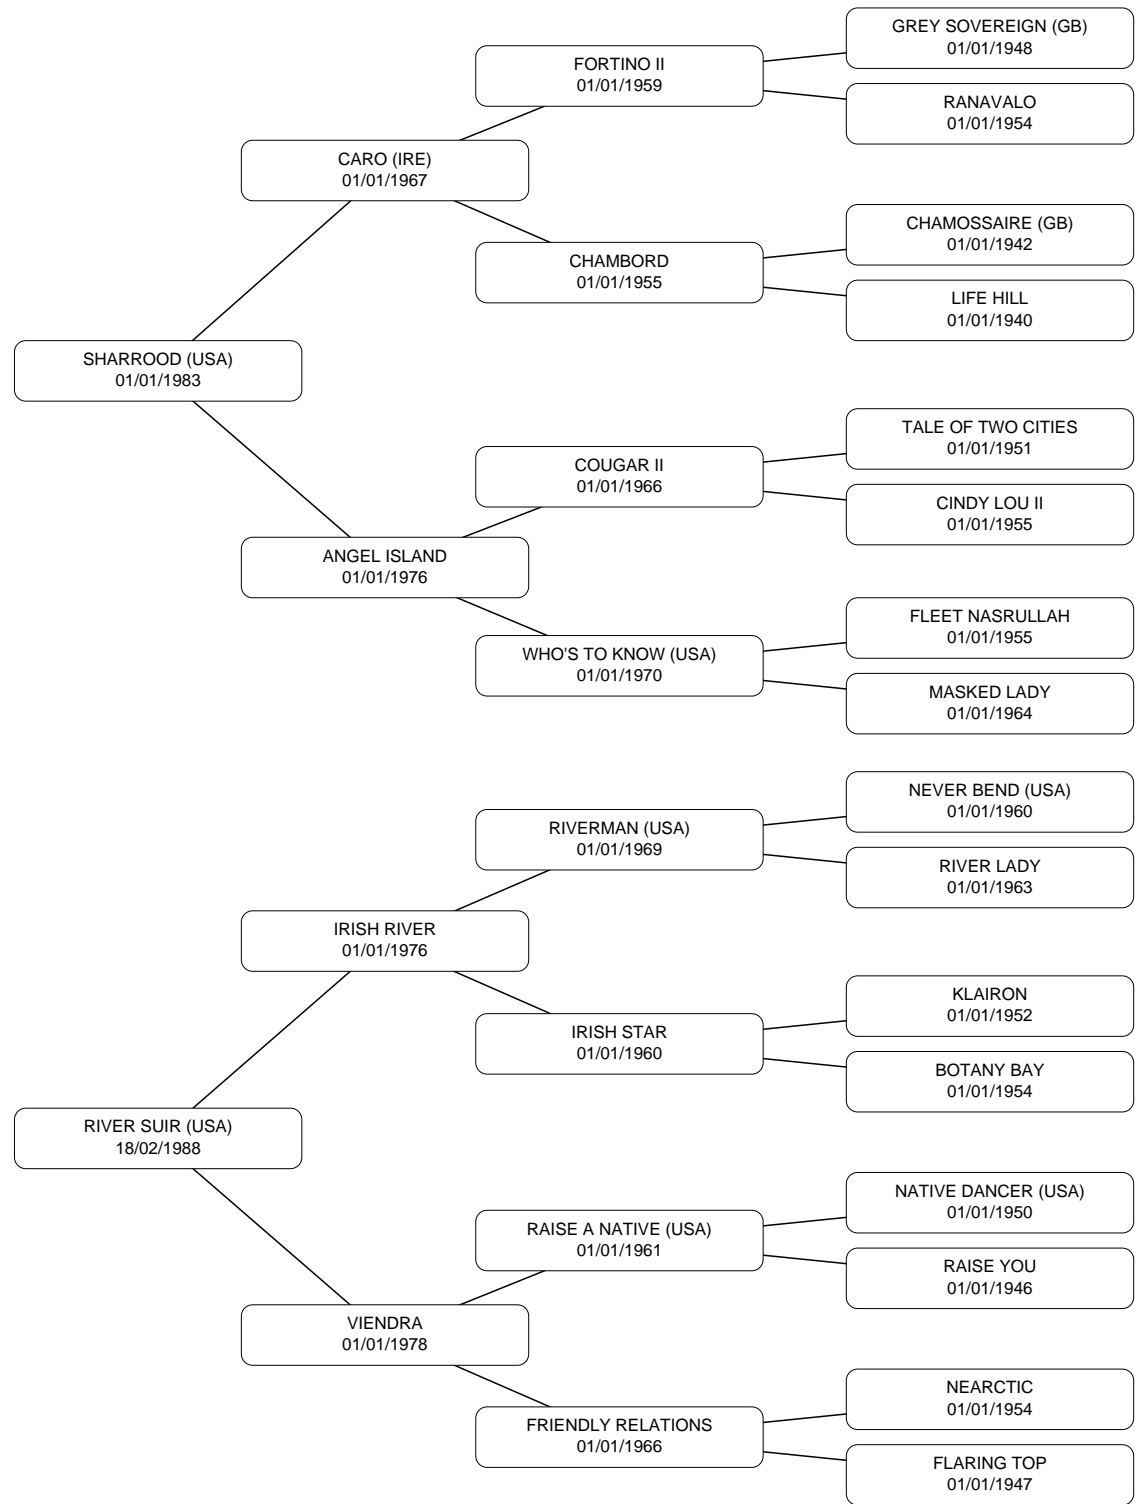 GREY SOVEREIGN (GB)
01/01/1948
FORTINO II
01/01/1959
RANAVALO
01/01/1954
CARO (IRE)
01/01/1967
CHAMOSSAIRE (GB)
01/01/1942
CHAMBORD
01/01/1955
LIFE HILL
01/01/1940
SHARROOD (USA)
01/01/1983
TALE OF TWO CITIES
01/01/1951
COUGAR II
01/01/1966
CINDY LOU II
01/01/1955
ANGEL ISLAND
01/01/1976
FLEET NASRULLAH
01/01/1955
WHO'S TO KNOW (USA)
01/01/1970
MASKED LADY
01/01/1964
NEVER BEND (USA)
01/01/1960
RIVERMAN (USA)
01/01/1969
RIVER LADY
01/01/1963
IRISH RIVER
01/01/1976
KLAIRON
01/01/1952
IRISH STAR
01/01/1960
BOTANY BAY
01/01/1954
RIVER SUIR (USA)
18/02/1988
NATIVE DANCER (USA)
01/01/1950
RAISE A NATIVE (USA)
01/01/1961
RAISE YOU
01/01/1946
VIENDRA
01/01/1978
NEARCTIC
01/01/1954
FRIENDLY RELATIONS
01/01/1966
FLARING TOP
01/01/1947